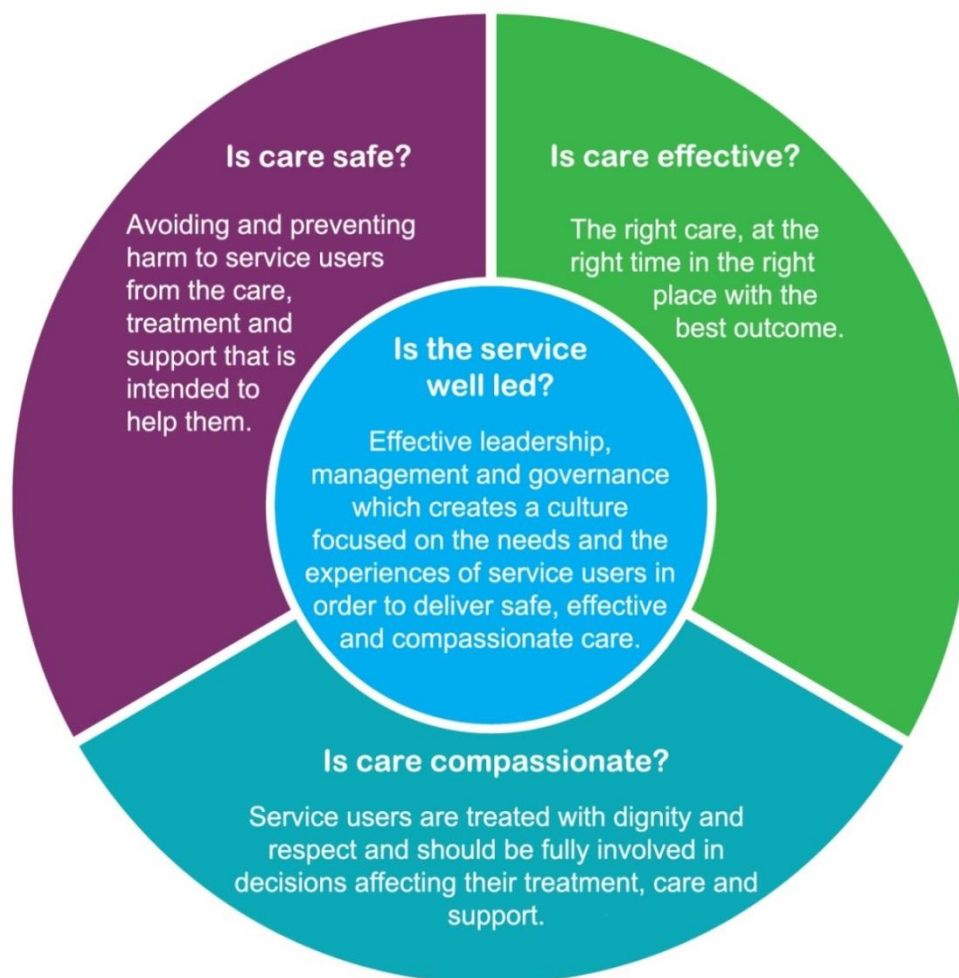 Is care safe?
Avoiding and preventing
harm to service users
from the care,
treatment and
support that is
intended to
help them.
Is care effective?
The right care, at the
right time in the right
place with the
best outcome.
Is the service
well led?
Effective leadership,
management and governance
which creates a culture
focused on the needs and the
experiences of service users in
order to deliver safe, effective
and compassionate care.
Is care compassionate?
Service users are treated with dignity and
respect and should be fully involved in
decisions affecting their treatment, care and
support.